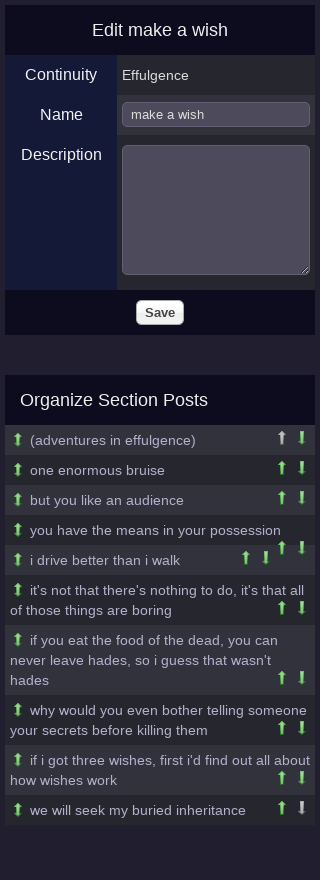 Edit make a wish
Continuity
Effulgence
Name
make a wish
Description
Save
Organize Section Posts
(adventures in effulgence)
one enormous bruise
but you like an audience
you have the means in your possession
i drive better than i walk
it's not that there's nothing to do, it's that all
of those things are boring
if you eat the food of the dead, you can
never leave hades, so i guess that wasn't
hades
why would you even bother telling someone
your secrets before killing them
if i got three wishes, first i'd find out all about
how wishes work
we will seek my buried inheritance